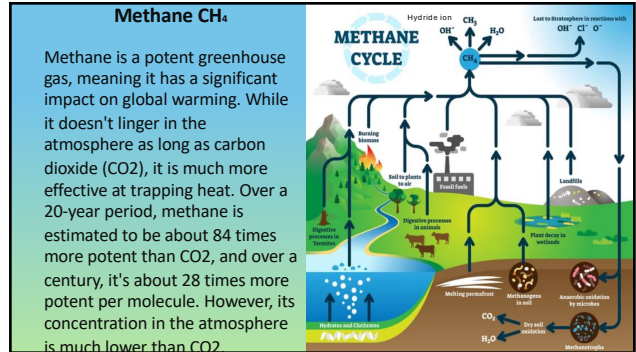 Methane CH₄
Methane is a potent greenhouse
gas, meaning it has a significant
impact on global warming. While
it doesn't linger in the
atmosphere as long as carbon
dioxide (CO2), it is much more
effective at trapping heat. Over a
20-year period, methane is
estimated to be about 84 times
more potent than CO2, and over a
century, it's about 28 times more
potent per molecule. However, its
concentration in the atmosphere
is much lower than CO2
METHANE
CYCLE
Hydride ion
OH⁻
CH₃
H₂O
CH₄
Lost to Stratosphere in reactions with
OH⁻ Cl⁻ O⁻
Burning
biomass
Soil to plants
to air
Fossil fuels
Landfills
Digestive
processes in
Termites
Digestive processes
in animals
Plant decay in
wetlands
Melting permafrost
Methanogens
in soil
Anaerobic oxidation
by microbes
Hydrates and Clathrates
CO₂
H₂O
Dry soil
oxidation
Methanotrophs